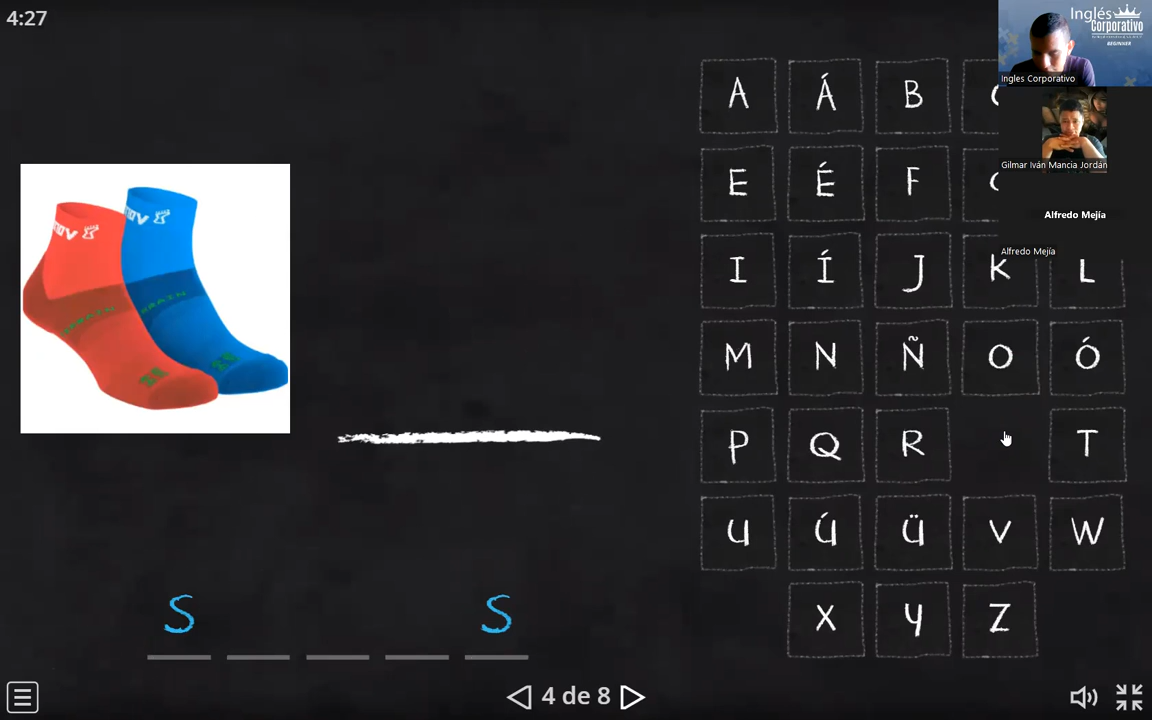 4:27
Inglés
Corporativo
BEGINNER
Ingles Corporativo
Gilmar Iván Mancia Jordán
Alfredo Mejía
Alfredo Mejía
A Á B
E É F
I Í J K L
M N Ñ O Ó
P Q R T
U Ú Ü V W
X Y Z
S S
4 de 8